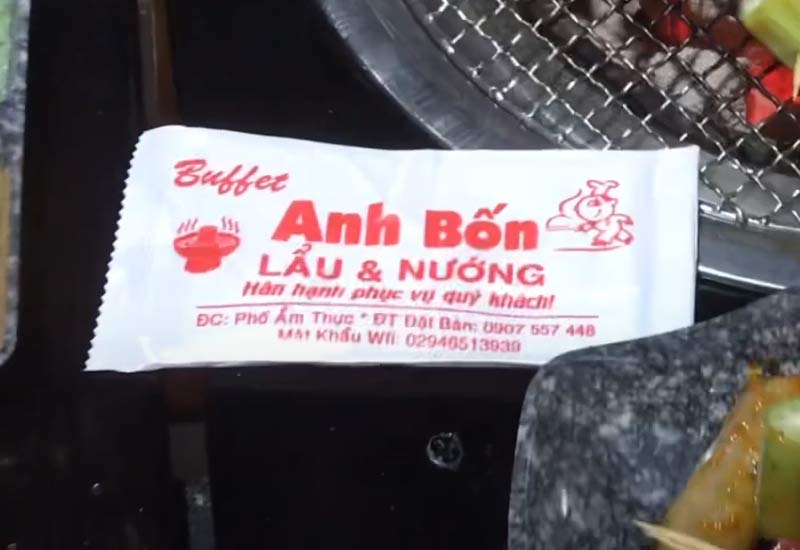 Buffet
Anh Bốn
LẨU & NƯỚNG
Hân hạnh phục vụ quý khách!
ĐC: Phố Ẩm Thực * ĐT Đặt Bàn: 0907 557 448
Mật Khẩu Wifi: 02946513939